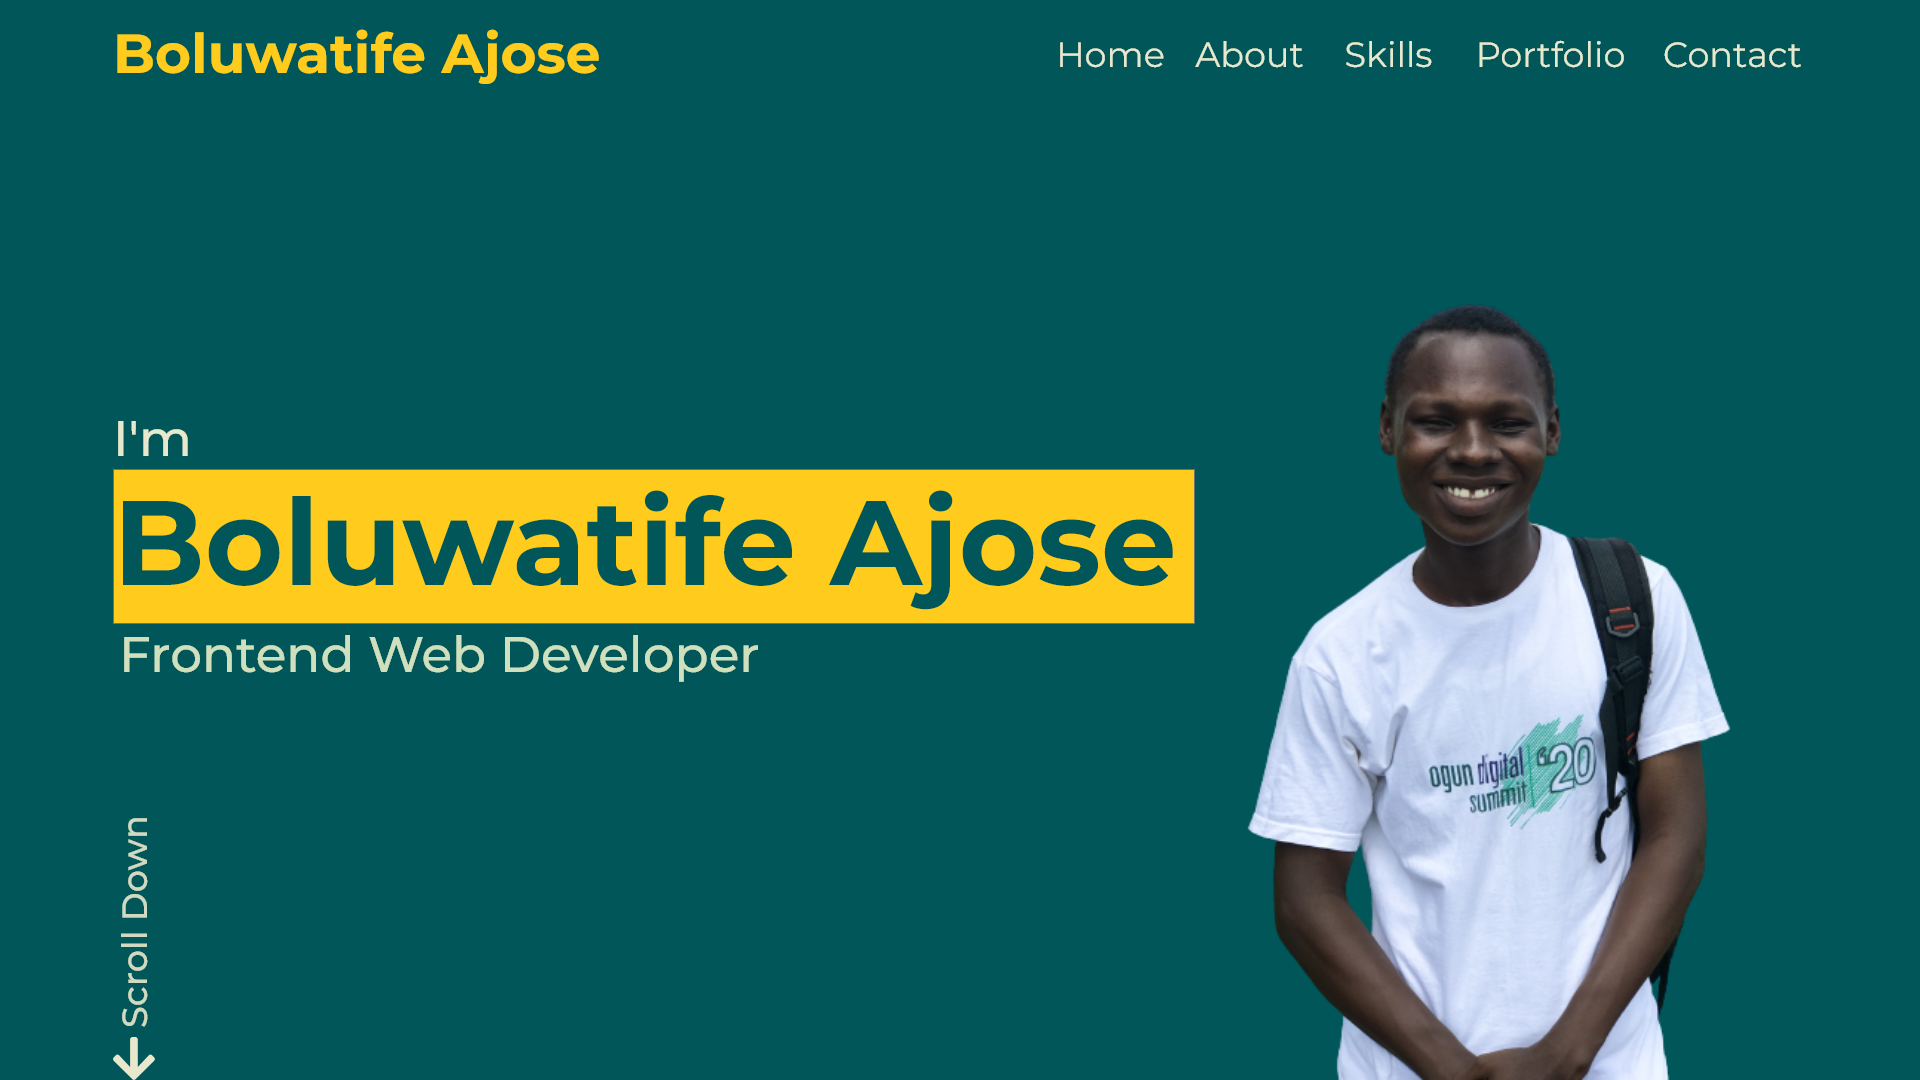 Boluwatife Ajose
Home About Skills Portfolio Contact
I'm
Boluwatife Ajose
Frontend Web Developer
ogun digital
summit
“20
Scroll Down